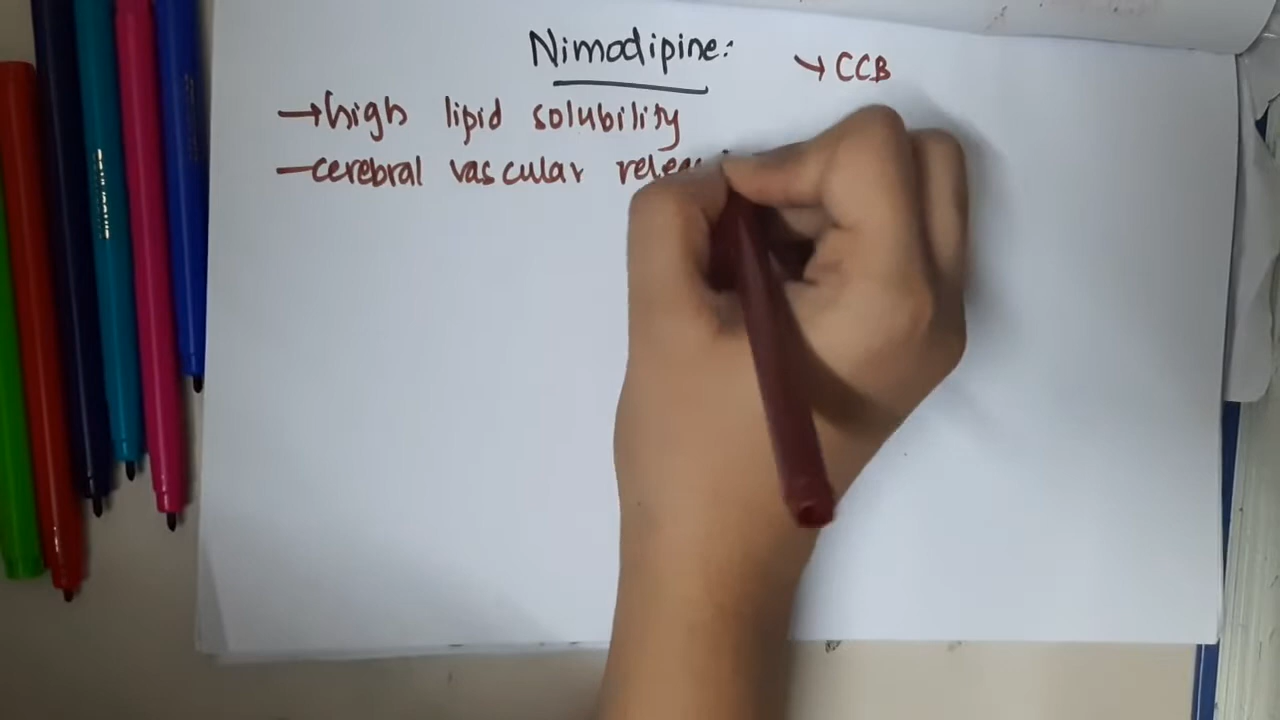 Nimodipine:
→ CCB
→ high lipid solubility
— cerebral vascular